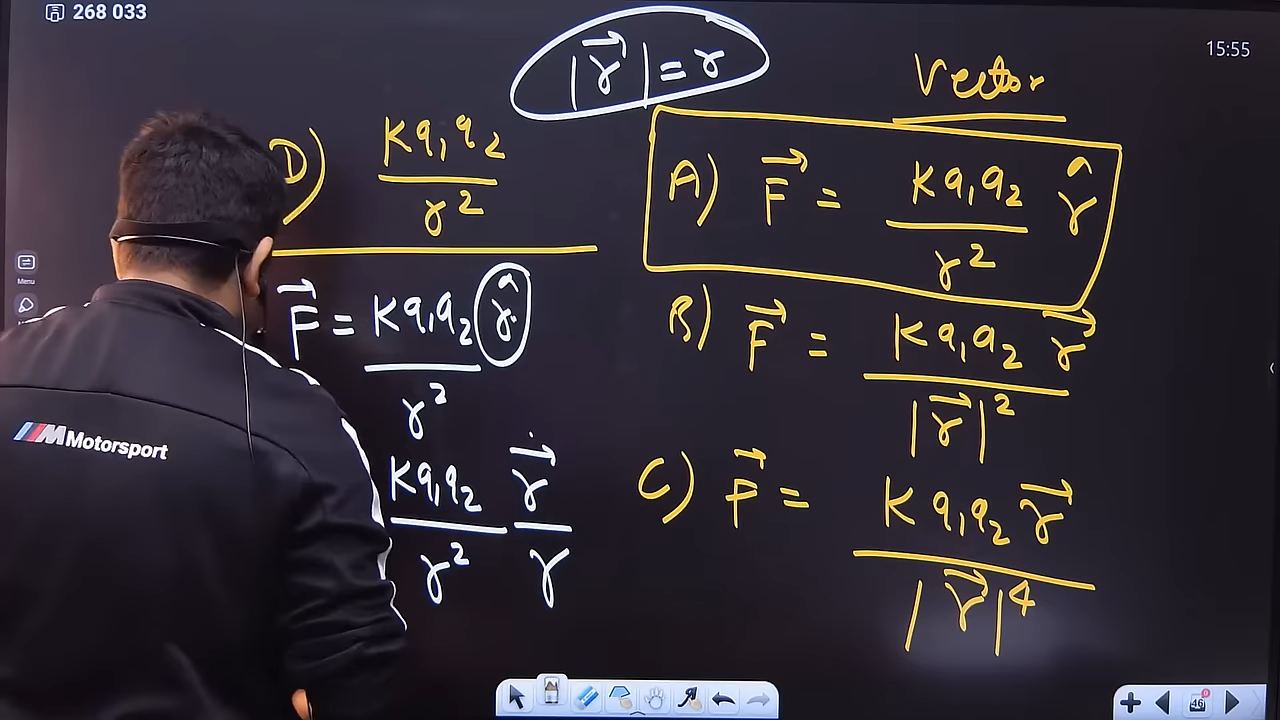 268 033
15:55
|r⃗| = r
Vector
D) Kq₁q₂ / r²
F⃗ = Kq₁q₂ r̂ / r²
Kq₁q₂ / r² r⃗ / r
A) F⃗ = Kq₁q₂ / r² r̂
B) F⃗ = Kq₁q₂ r⃗ / |r⃗|²
C) F⃗ = Kq₁q₂ r⃗ / |r⃗|⁴
Menu
M Motorsport
46